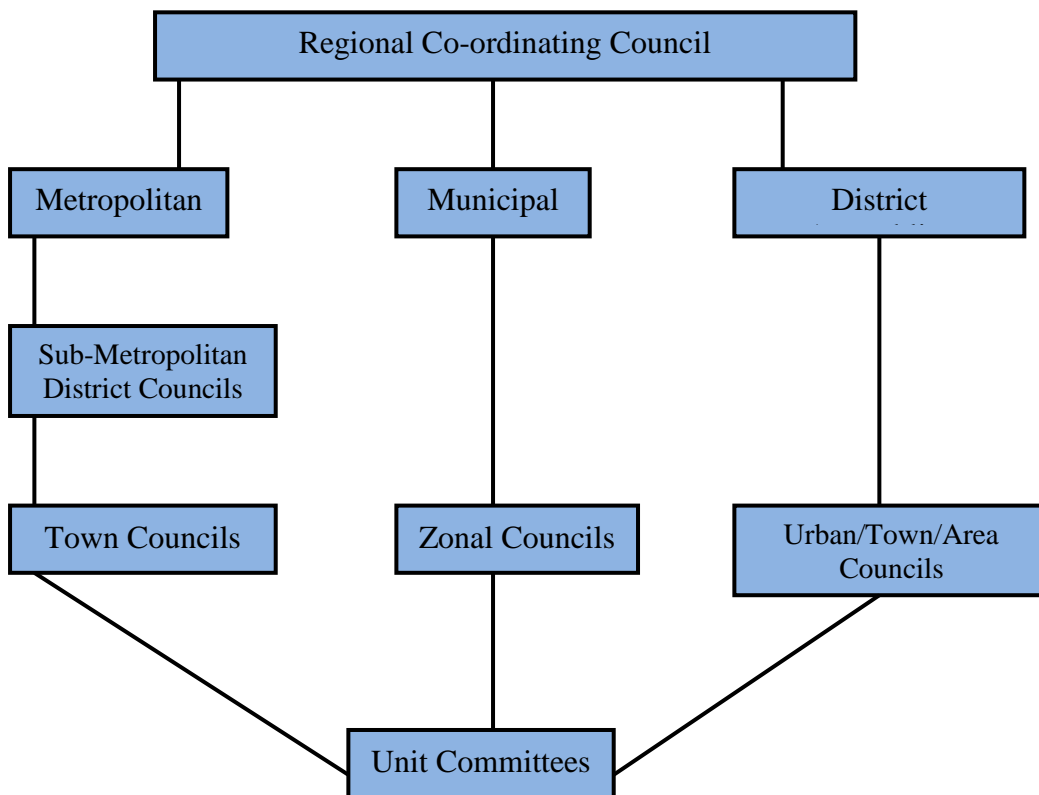 Regional Co-ordinating Council
Metropolitan
Municipal
District
Sub-Metropolitan
District Councils
Town Councils
Zonal Councils
Urban/Town/Area
Councils
Unit Committees